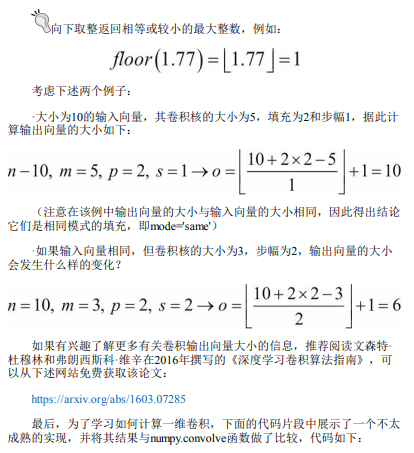 向下取整返回相等或较小的最大整数，例如：
floor(1.77)=⌊1.77⌋=1
考虑下述两个例子：
·大小为10的输入向量，其卷积核的大小为5，填充为2和步幅1，据此计
算输出向量的大小如下：
n−10, m=5, p=2, s=1→o=⌊(10+2×2−5)/1⌋+1=10
（注意在该例中输出向量的大小与输入向量的大小相同，因此得出结论
它们是相同模式的填充，即mode='same'）
·如果输入向量相同，但卷积核的大小为3，步幅为2，输出向量的大小
会发生什么样的变化？
n=10, m=3, p=2, s=2→o=⌊(10+2×2−3)/2⌋+1=6
如果有兴趣了解更多有关卷积输出向量大小的信息，推荐阅读文森特·
杜穆林和弗朗西斯科·维辛在2016年撰写的《深度学习卷积算法指南》，可
以从下述网站免费获取该论文：
https://arxiv.org/abs/1603.07285
最后，为了学习如何计算一维卷积，下面的代码片段中展示了一个不太
成熟的实现，并将其结果与numpy.convolve函数做了比较，代码如下：